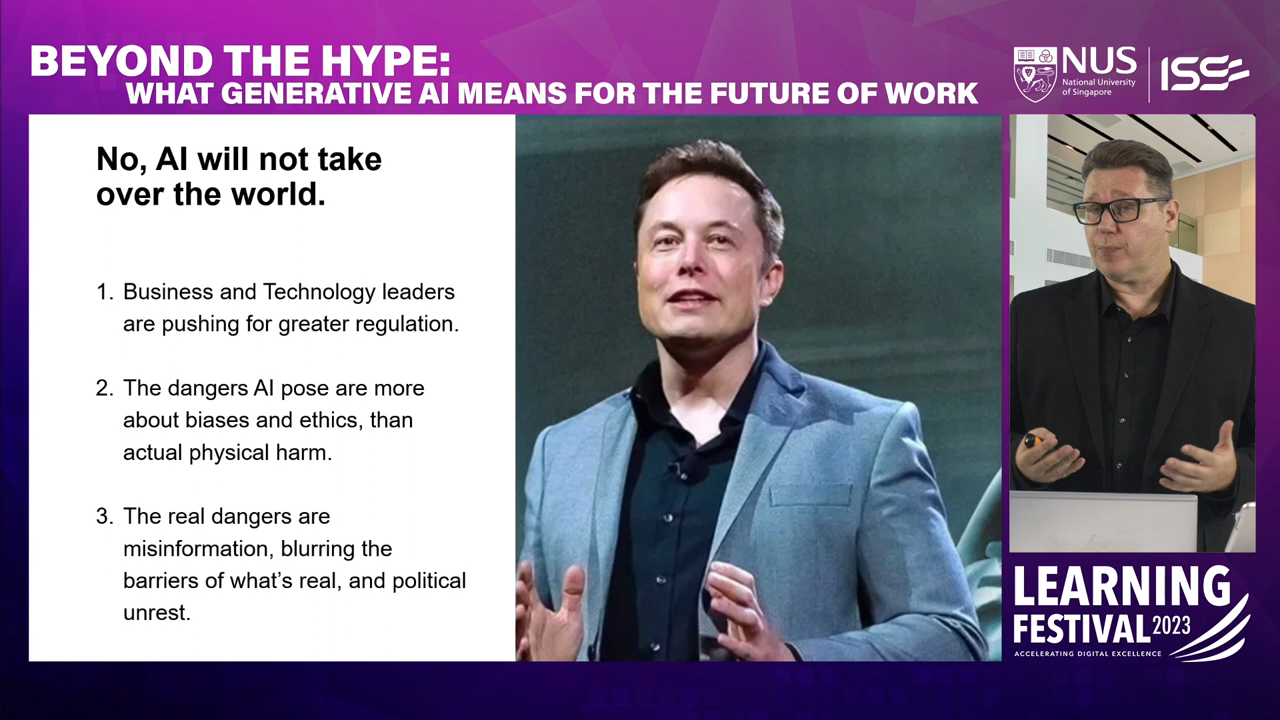 BEYOND THE HYPE:
WHAT GENERATIVE AI MEANS FOR THE FUTURE OF WORK
NUS
National University
of Singapore
ISS
No, AI will not take
over the world.
1. Business and Technology leaders
are pushing for greater regulation.
2. The dangers AI pose are more
about biases and ethics, than
actual physical harm.
3. The real dangers are
misinformation, blurring the
barriers of what's real, and political
unrest.
LEARNING
FESTIVAL 2023
ACCELERATING DIGITAL EXCELLENCE